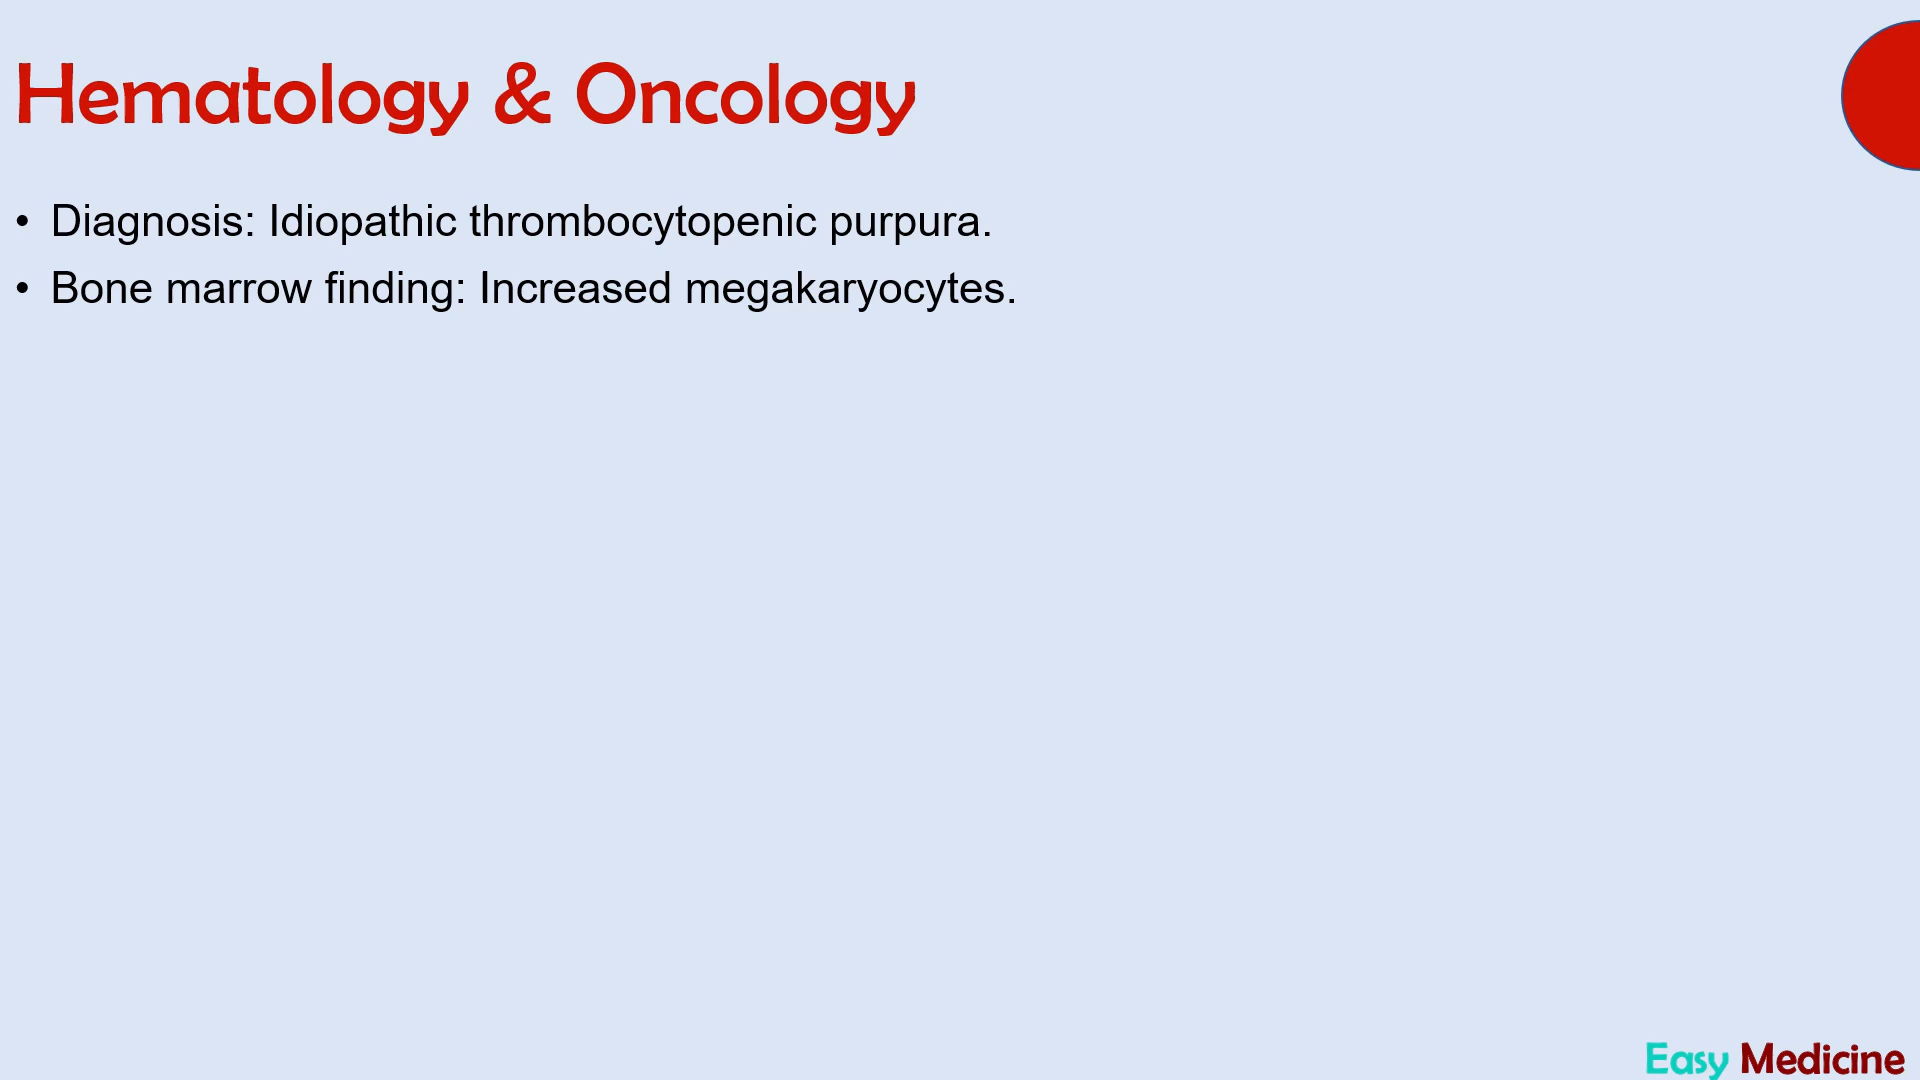 Hematology & Oncology
• Diagnosis: Idiopathic thrombocytopenic purpura.
• Bone marrow finding: Increased megakaryocytes.
Easy Medicine